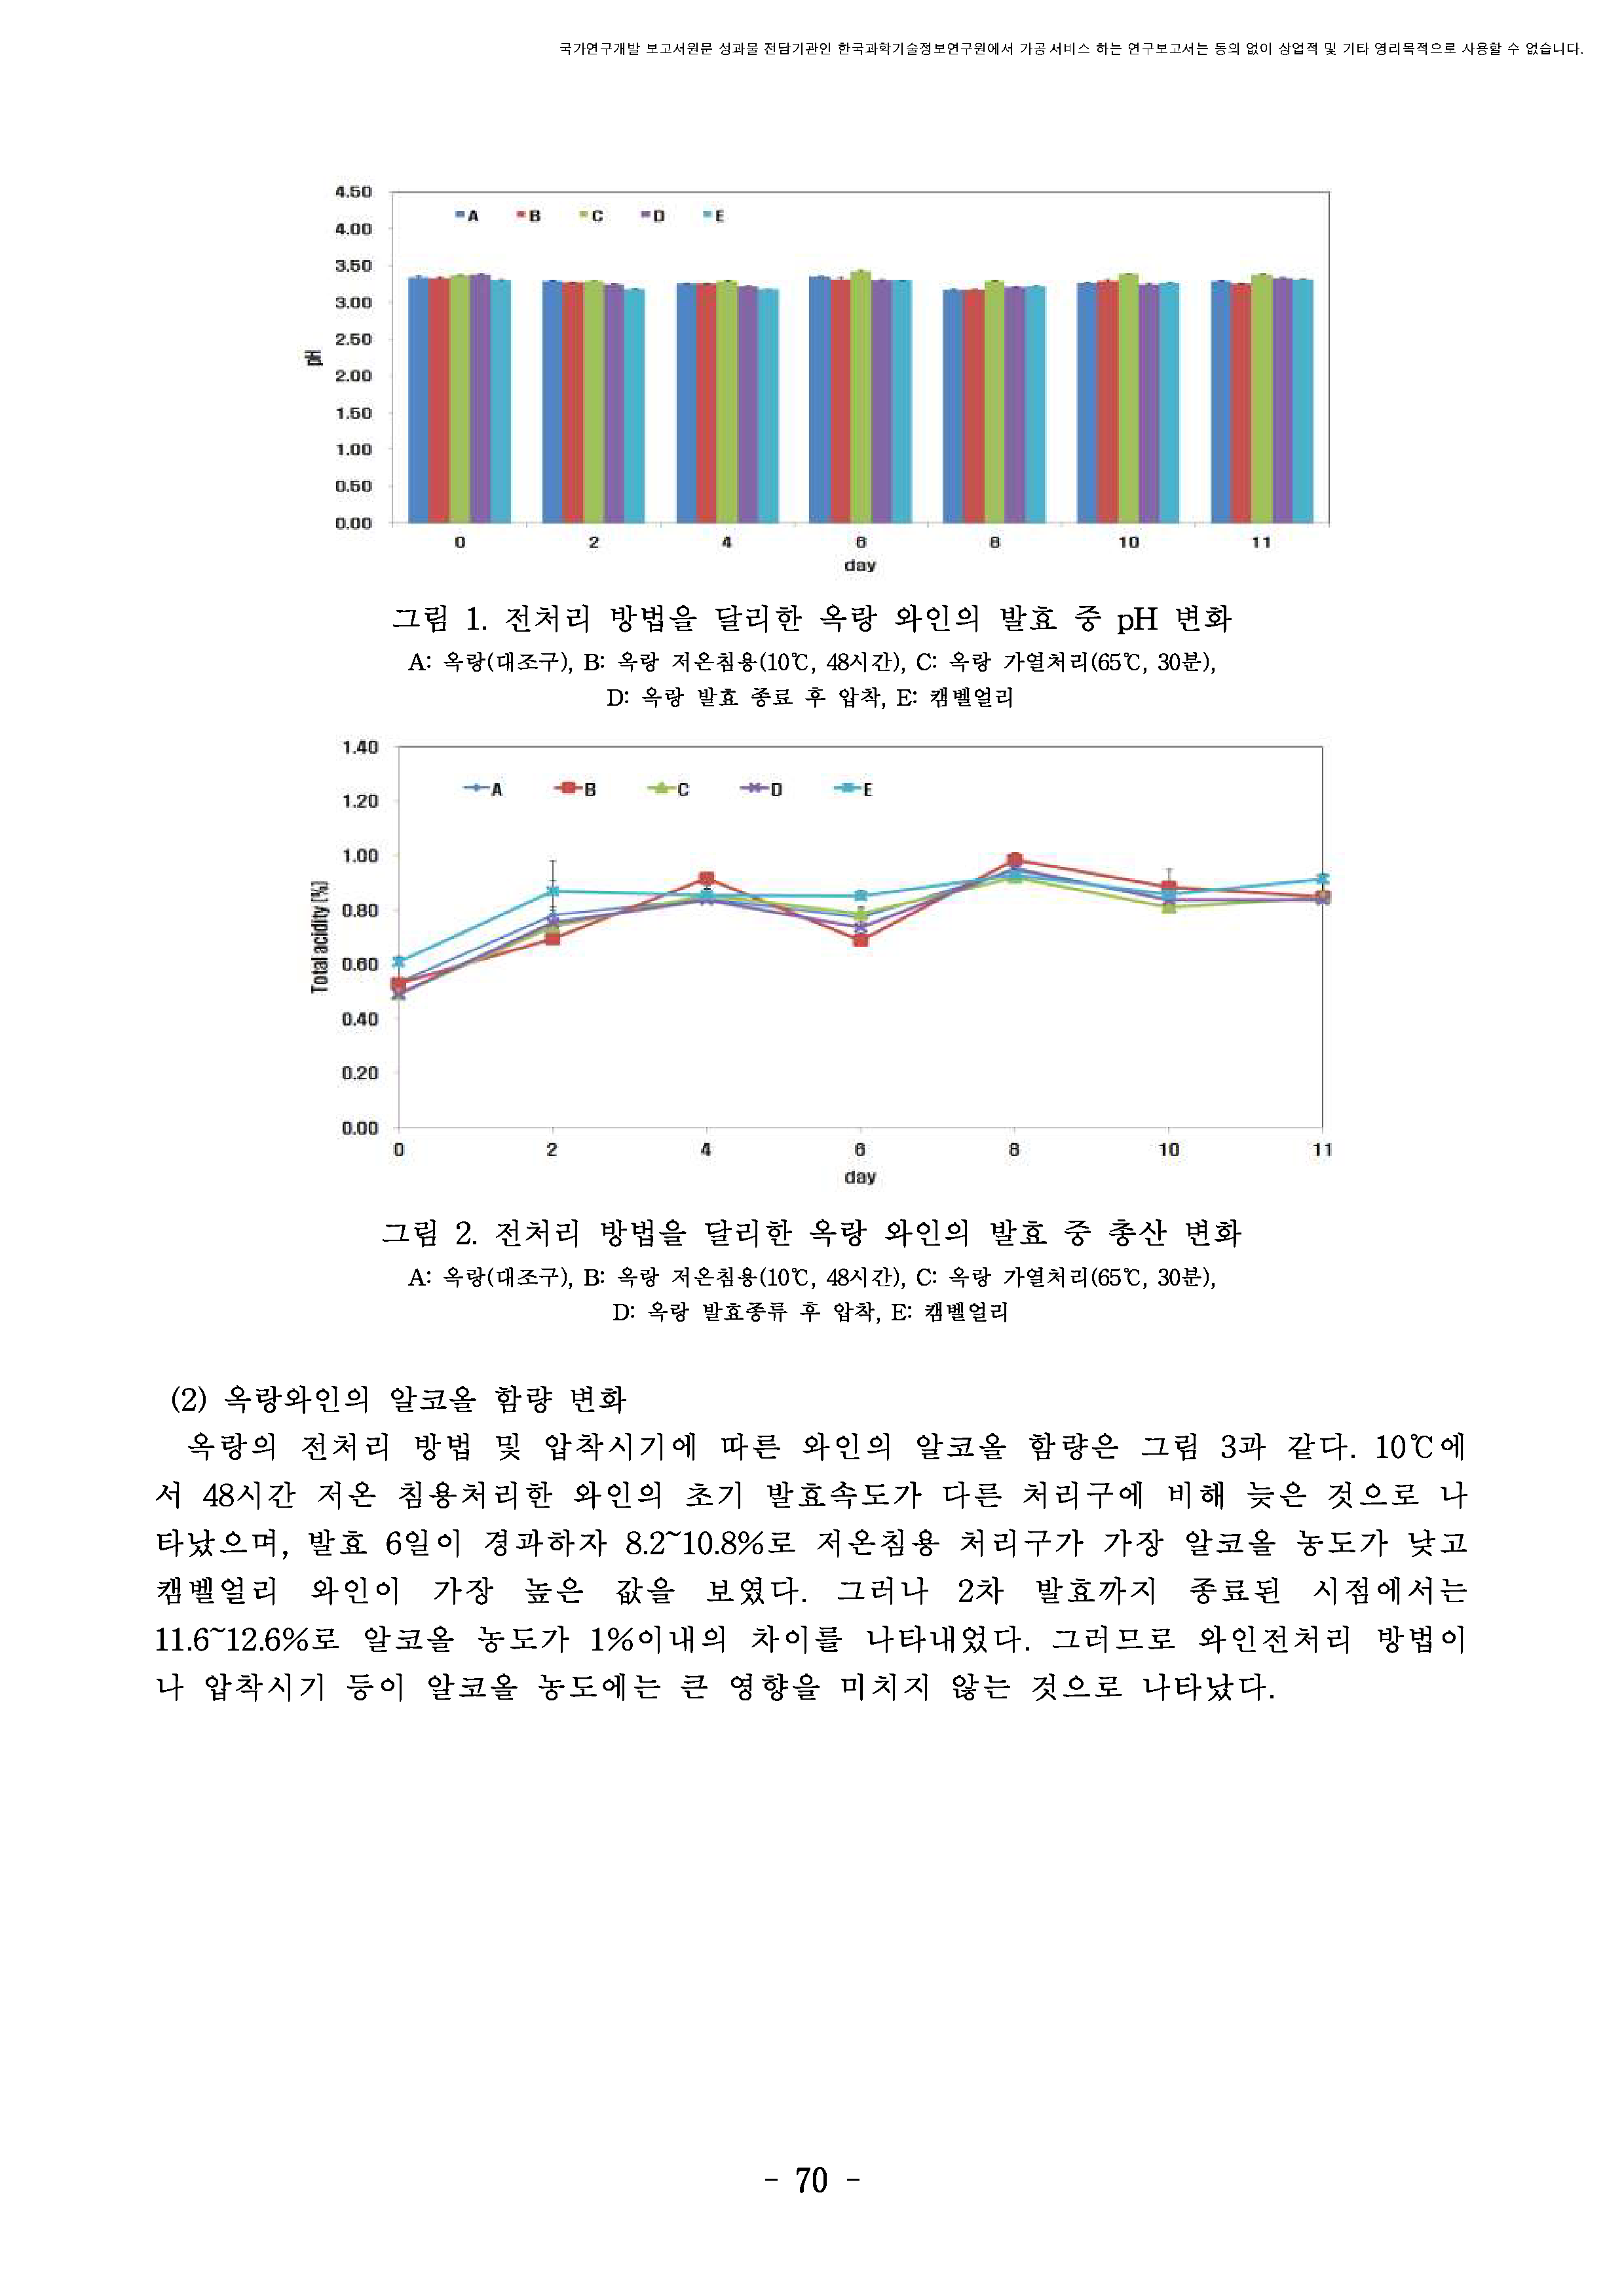 국가연구개발 보고서원문 성과물 전담기관인 한국과학기술정보연구원에서 가공·서비스 하는 연구보고서는 동의 없이 상업적 및 기타 영리목적으로 사용할 수 없습니다.
4.50
A B C D E
4.00
3.50
3.00
2.50
pH
2.00
1.50
1.00
0.50
0.00
0 2 4 6 8 10 11
day
그림 1. 전처리 방법을 달리한 옥랑 와인의 발효 중 pH 변화
A: 옥랑(대조구), B: 옥랑 저온침용(10℃, 48시간), C: 옥랑 가열처리(65℃, 30분),
D: 옥랑 발효 종료 후 압착, E: 캠벨얼리
1.40
A B C D E
1.20
1.00
0.80
Total acidity [%]
0.60
0.40
0.20
0.00
0 2 4 6 8 10 11
day
그림 2. 전처리 방법을 달리한 옥랑 와인의 발효 중 총산 변화
A: 옥랑(대조구), B: 옥랑 저온침용(10℃, 48시간), C: 옥랑 가열처리(65℃, 30분),
D: 옥랑 발효종류 후 압착, E: 캠벨얼리
(2) 옥랑와인의 알코올 함량 변화
옥랑의 전처리 방법 및 압착시기에 따른 와인의 알코올 함량은 그림 3과 같다. 10℃에
서 48시간 저온 침용처리한 와인의 초기 발효속도가 다른 처리구에 비해 늦은 것으로 나
타났으며, 발효 6일이 경과하자 8.2~10.8%로 저온침용 처리구가 가장 알코올 농도가 낮고
캠벨얼리 와인이 가장 높은 값을 보였다. 그러나 2차 발효까지 종료된 시점에서는
11.6~12.6%로 알코올 농도가 1%이내의 차이를 나타내었다. 그러므로 와인전처리 방법이
나 압착시기 등이 알코올 농도에는 큰 영향을 미치지 않는 것으로 나타났다.
- 70 -